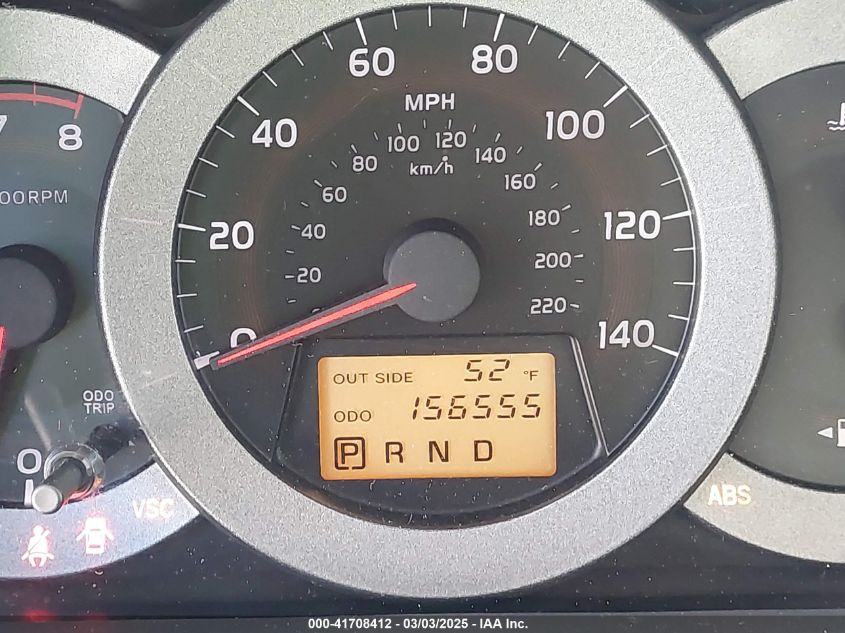 60 80
MPH
40 100
80 100 120 140
km/h
60 160
20 40 180 120
20 200
220
0 140
7 8
00RPM
ODO
TRIP
0
OUT SIDE 52 °F
ODO 156555
P R N D
VSC
ABS
000-41708412 - 03/03/2025 - IAA Inc.